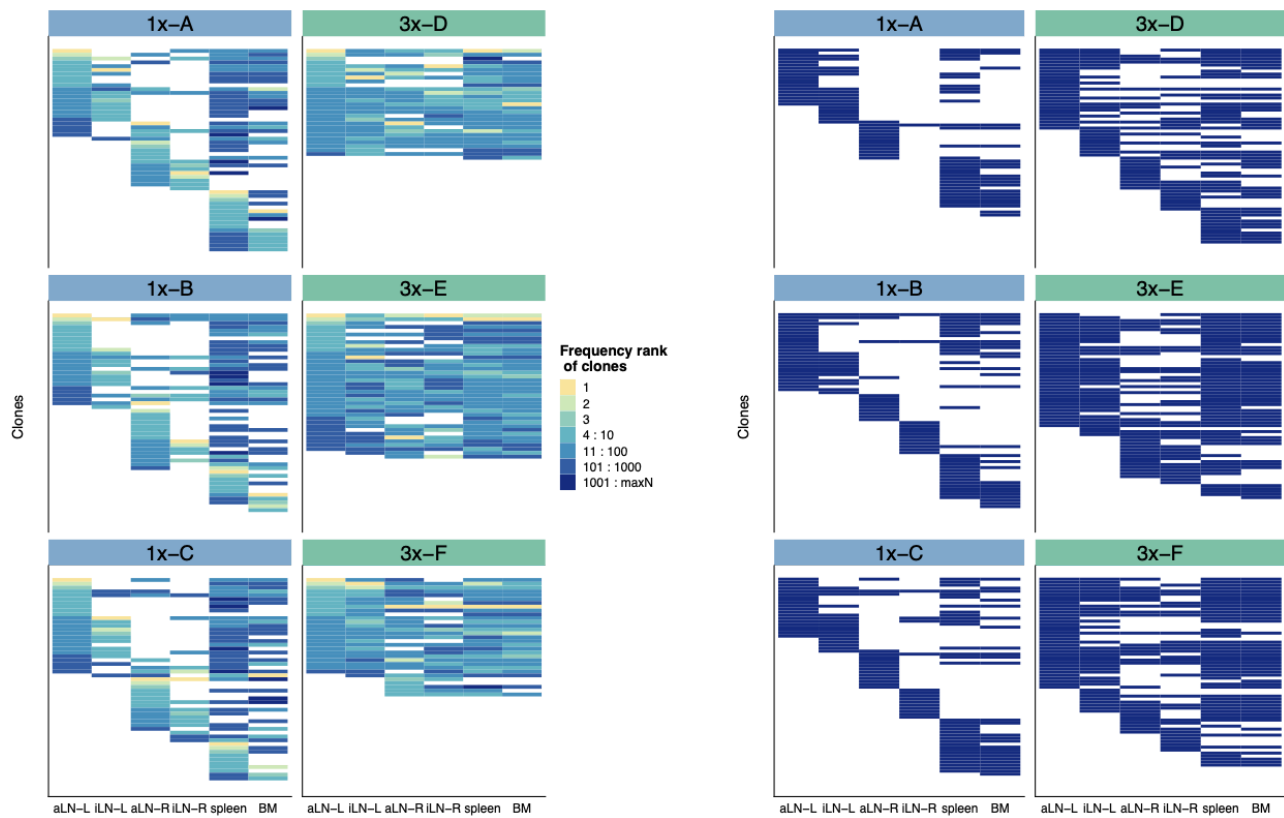 1x−A
3x−D
1x−A
3x−D
1x−B
3x−E
1x−B
3x−E
Frequency rank
of clones
1
2
3
4 : 10
11 : 100
101 : 1000
1001 : maxN
Clones
Clones
1x−C
3x−F
1x−C
3x−F
aLN−L iLN−L aLN−R iLN−R spleen BM
aLN−L iLN−L aLN−R iLN−R spleen BM
aLN−L iLN−L aLN−R iLN−R spleen BM
aLN−L iLN−L aLN−R iLN−R spleen BM